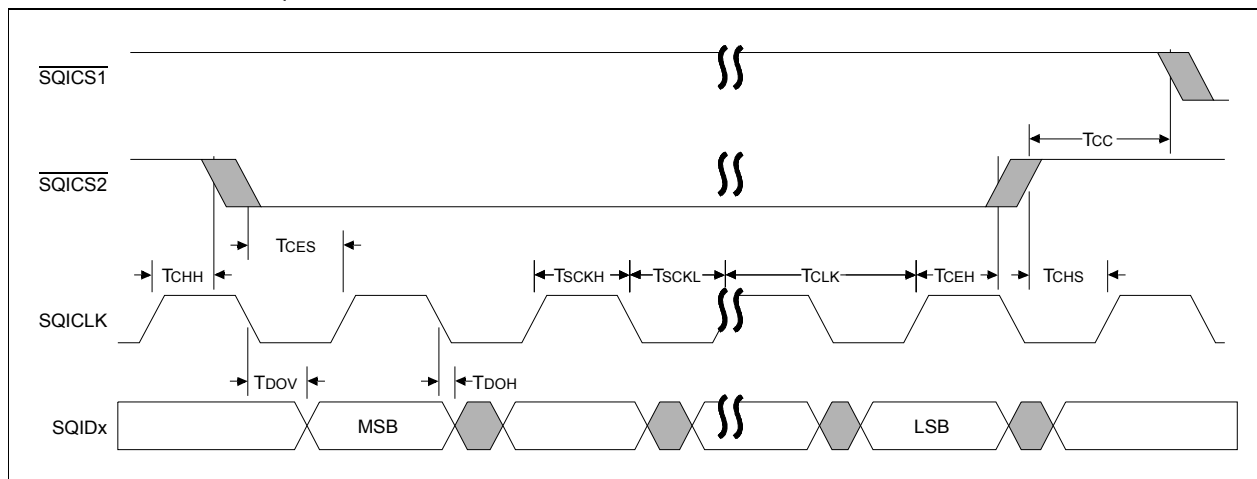 SQICS1
TCC
SQICS2
TCES
TCHH
TSCKH
TSCKL
TCLK
TCEH
TCHS
SQICLK
TDOV
TDOH
SQIDx
MSB
LSB